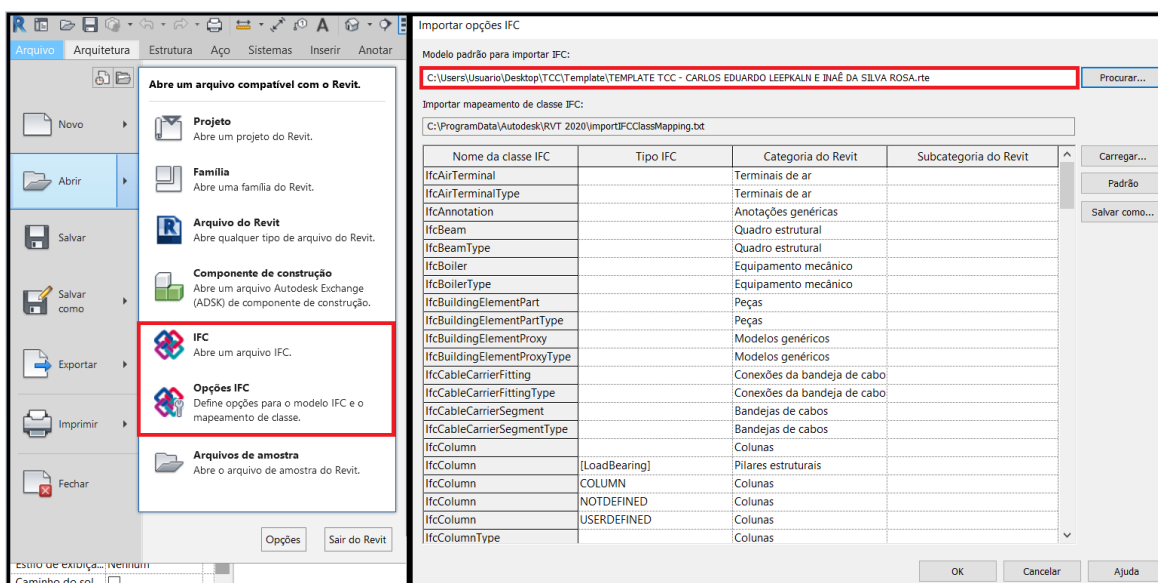 Arquivo Arquitetura Estrutura Aço Sistemas Inserir Anotar
Abre um arquivo compatível com o Revit.
Novo
Abrir
Salvar
Salvar
como
Exportar
Imprimir
Fechar
Projeto
Abre um projeto do Revit.
Família
Abre uma família do Revit.
Arquivo do Revit
Abre qualquer tipo de arquivo do Revit.
Componente de construção
Abre um arquivo Autodesk Exchange
(ADSK) de componente de construção.
IFC
Abre um arquivo IFC.
Opções IFC
Define opções para o modelo IFC e o
mapeamento de classe.
Arquivos de amostra
Abre o arquivo de amostra do Revit.
Opções Sair do Revit
Importar opções IFC
Modelo padrão para importar IFC:
C:\Users\Usuario\Desktop\TCC\Template\TEMPLATE TCC - CARLOS EDUARDO LEEPKALN E INAÊ DA SILVA ROSA.rte
Procurar...
Importar mapeamento de classe IFC:
C:\ProgramData\Autodesk\RVT 2020\importIFCClassMapping.txt
Carregar...
Padrão
Salvar como...
Nome da classe IFC Tipo IFC Categoria do Revit Subcategoria do Revit
IfcAirTerminal Terminais de ar
IfcAirTerminalType Terminais de ar
IfcAnnotation Anotações genéricas
IfcBeam Quadro estrutural
IfcBeamType Quadro estrutural
IfcBoiler Equipamento mecânico
IfcBoilerType Equipamento mecânico
IfcBuildingElementPart Peças
IfcBuildingElementPartType Peças
IfcBuildingElementProxy Modelos genéricos
IfcBuildingElementProxyType Modelos genéricos
IfcCableCarrierFitting Conexões da bandeja de cabo
IfcCableCarrierFittingType Conexões da bandeja de cabo
IfcCableCarrierSegment Bandejas de cabos
IfcCableCarrierSegmentType Bandejas de cabos
IfcColumn Colunas
IfcColumn [LoadBearing] Pilares estruturais
IfcColumn COLUMN Colunas
IfcColumn NOTDEFINED Colunas
IfcColumn USERDEFINED Colunas
IfcColumnType Colunas
OK Cancelar Ajuda